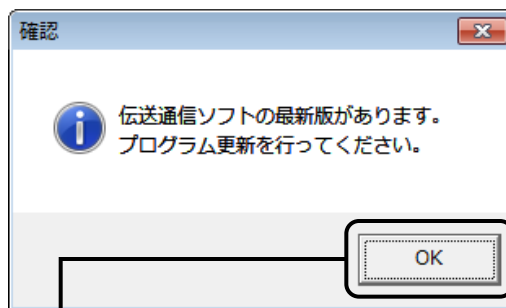 確認
伝送通信ソフトの最新版があります。
プログラム更新を行ってください。
OK